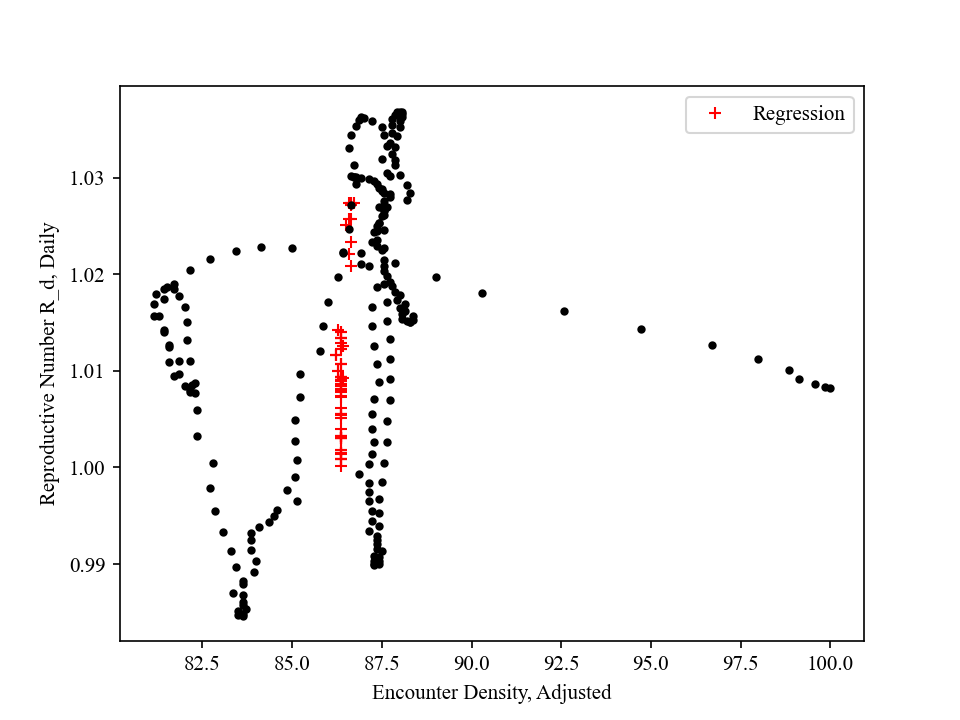 Regression
1.03
1.02
1.01
1.00
0.99
Reproductive Number R_d, Daily
82.5 85.0 87.5 90.0 92.5 95.0 97.5 100.0
Encounter Density, Adjusted